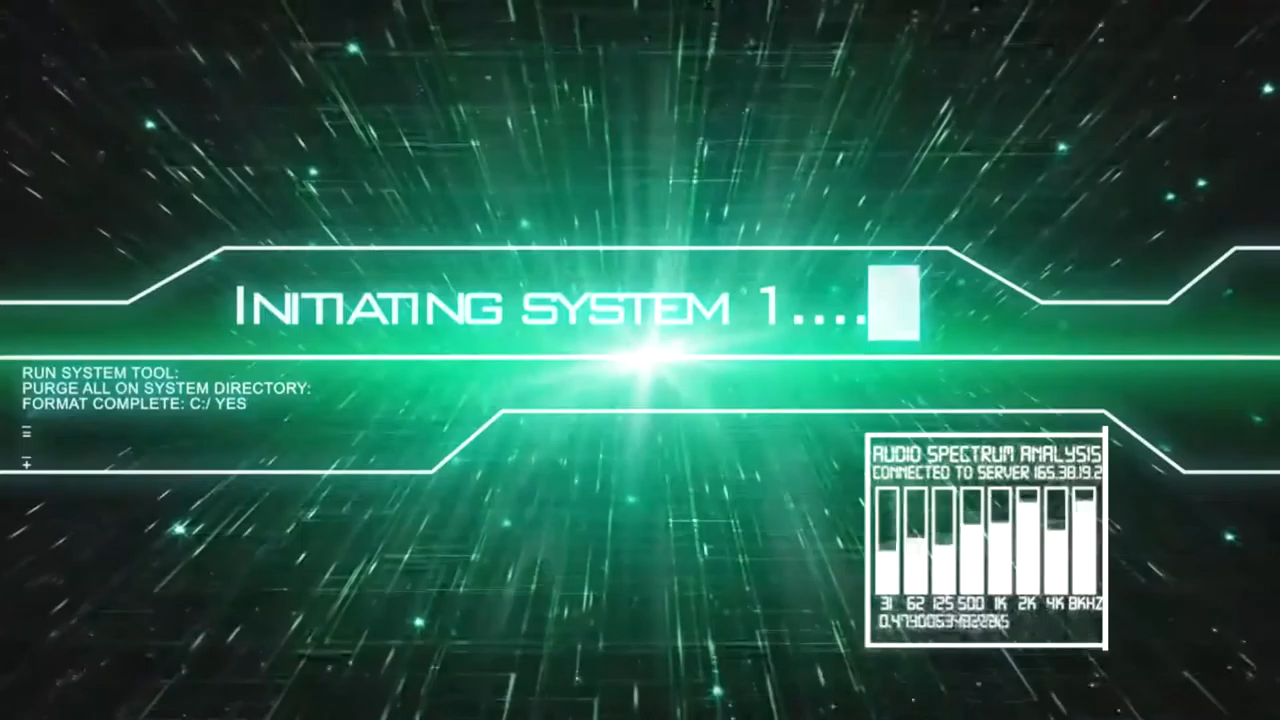 INITIATING SYSTEM 1....
RUN SYSTEM TOOL:
PURGE ALL ON SYSTEM DIRECTORY:
FORMAT COMPLETE: C:/ YES
AUDIO SPECTRUM ANALYSIS
CONNECTED TO SERVER 165.38.19.2
31 62 125 500 1K 2K 4K 8KHZ